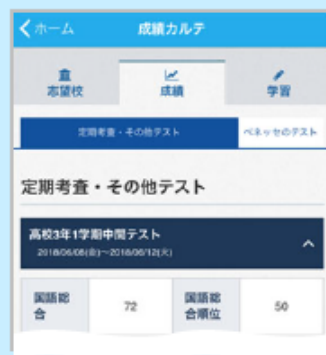 ホーム 成績カルテ
志望校 成績 学習
定期考査・その他テスト ベネッセのテスト
定期考査・その他テスト
高校3年1学期中間テスト
2018/06/08(金)〜2018/06/12(火)
国語総合 72 国語総合順位 50